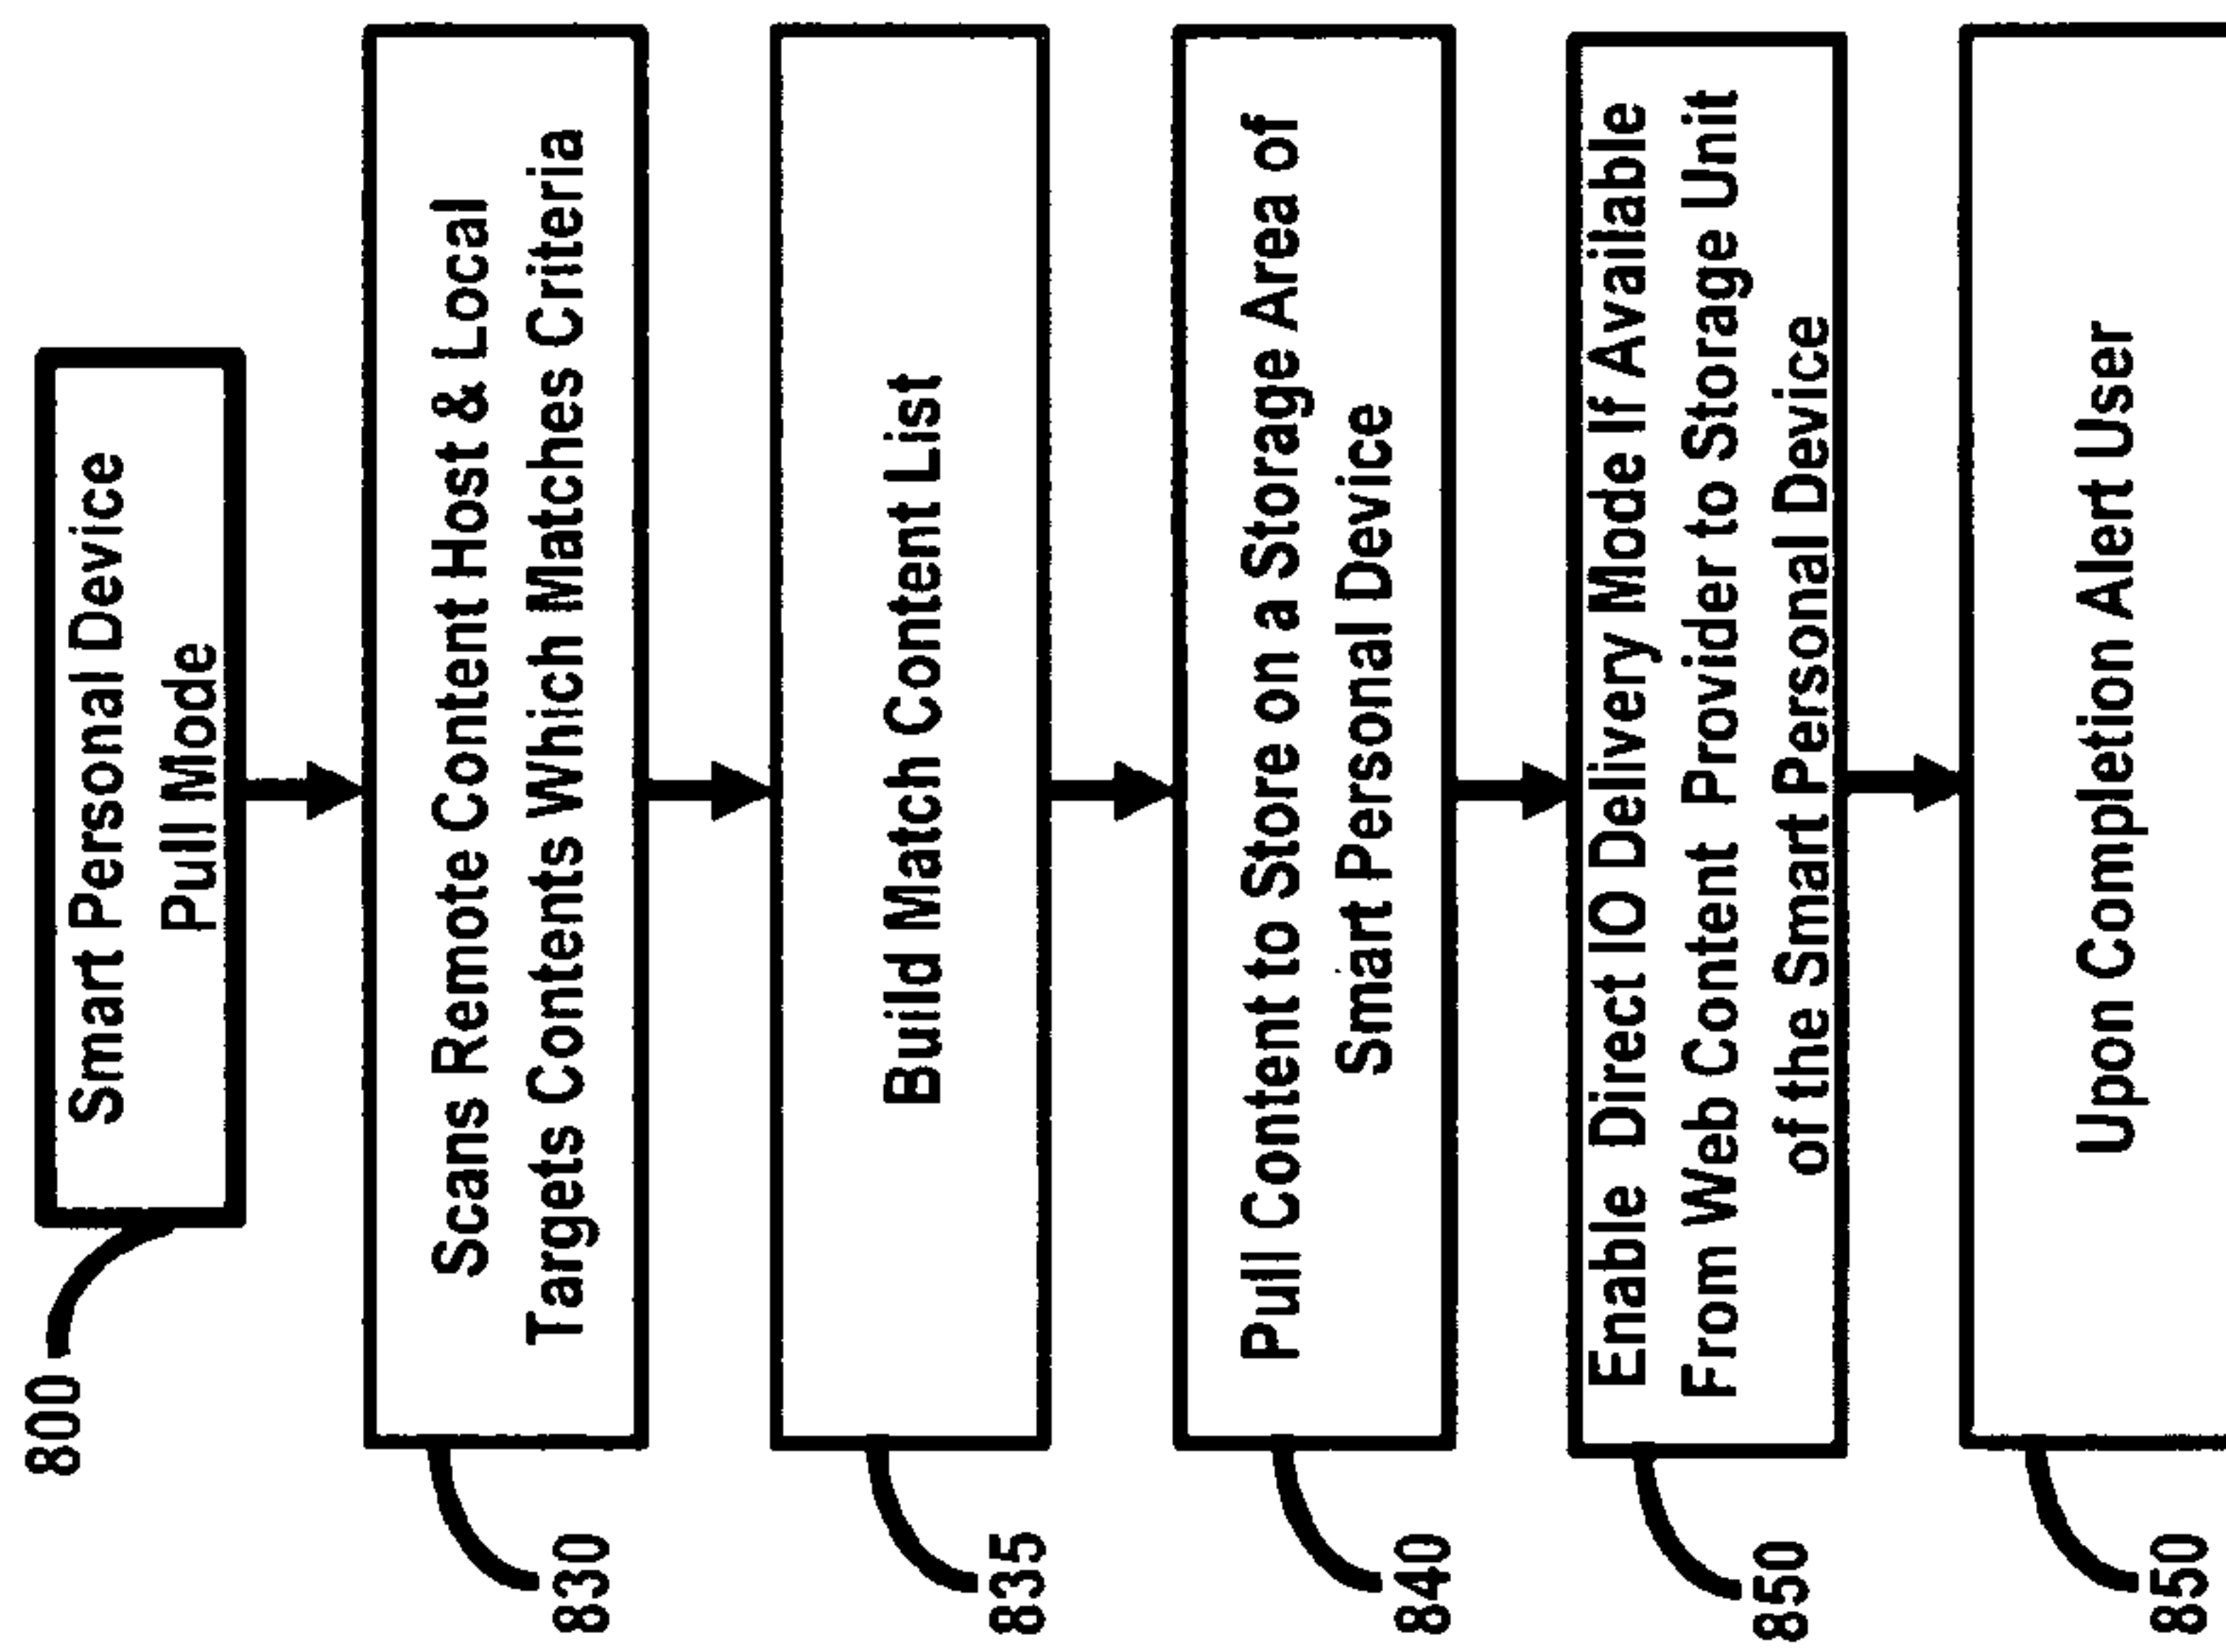 800
Smart Personal Device
Pull Mode
830
Scans Remote Content Host & Local
Targets Contents Which Matches Criteria
835
Build Match Content List
840
Pull Content to Store on a Storage Area of
Smart Personal Device
850
Enable Direct IO Delivery Mode If Available
From Web Content Provider to Storage Unit
of the Smart Personal Device
850
Upon Completion Alert User